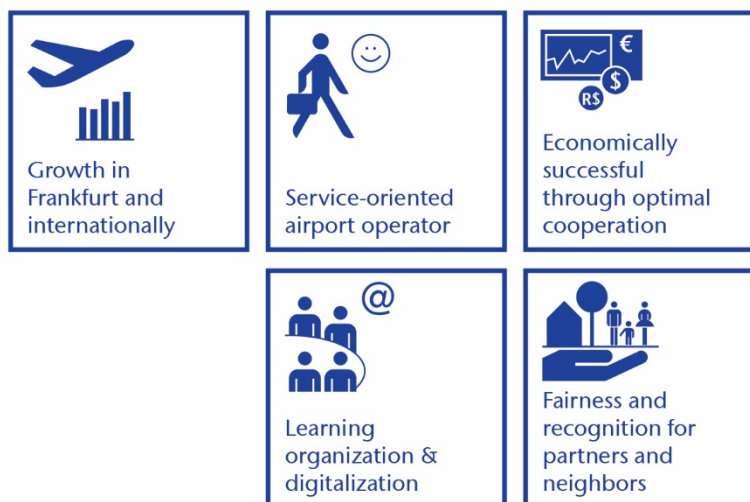 Growth in
Frankfurt and
internationally
Service-oriented
airport operator
€
$
R$
Economically
successful
through optimal
cooperation
@
Learning
organization &
digitalization
Fairness and
recognition for
partners and
neighbors